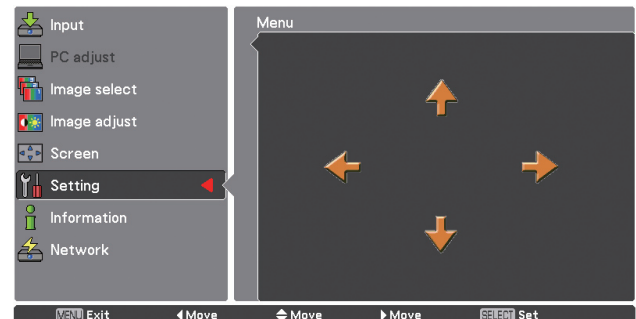 Input
PC adjust
Image select
Image adjust
Screen
Setting
Information
Network
Menu
MENU Exit ◀Move ◆Move ▶Move SELECT Set